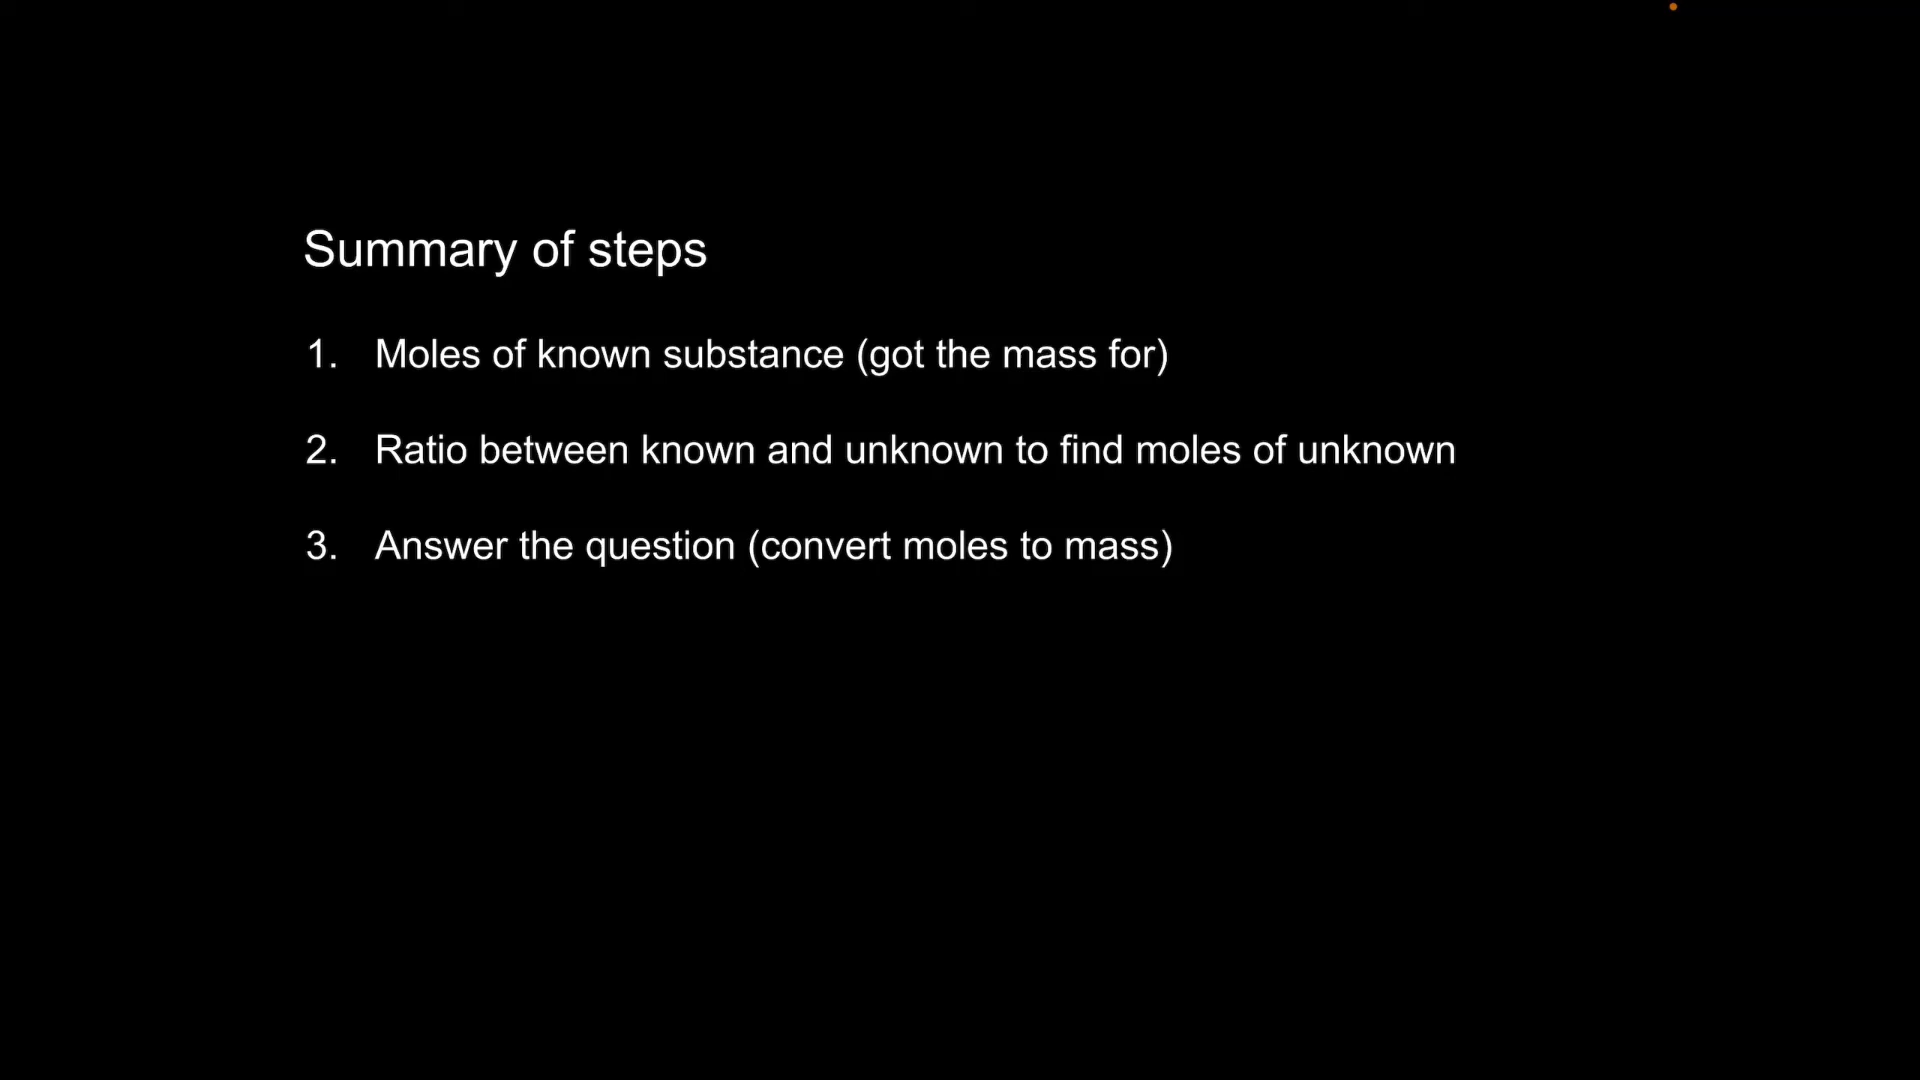 Summary of steps
1. Moles of known substance (got the mass for)
2. Ratio between known and unknown to find moles of unknown
3. Answer the question (convert moles to mass)